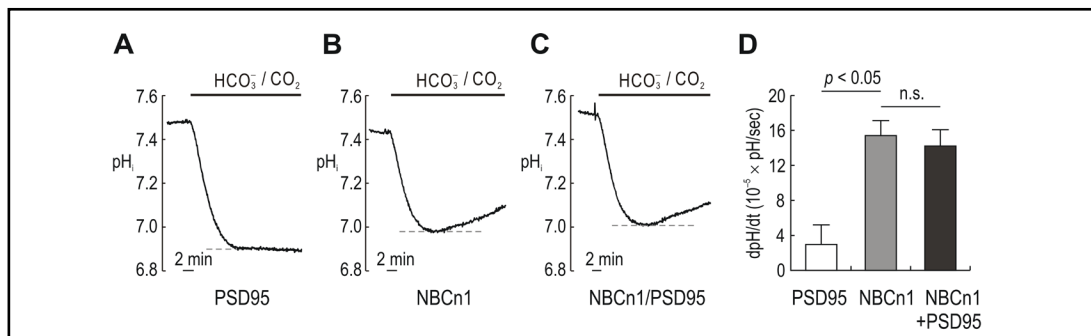 A
HCO₃⁻ / CO₂
7.6
7.4
pHᵢ
7.2
7.0
6.8
2 min
PSD95
B
HCO₃⁻ / CO₂
7.6
7.4
pHᵢ
7.2
7.0
6.8
2 min
NBCn1
C
HCO₃⁻ / CO₂
7.6
7.4
pHᵢ
7.2
7.0
6.8
2 min
NBCn1/PSD95
D
p < 0.05
n.s.
dpH/dt (10⁻⁵ × pH/sec)
20
16
12
8
4
0
PSD95 NBCn1 NBCn1
+PSD95